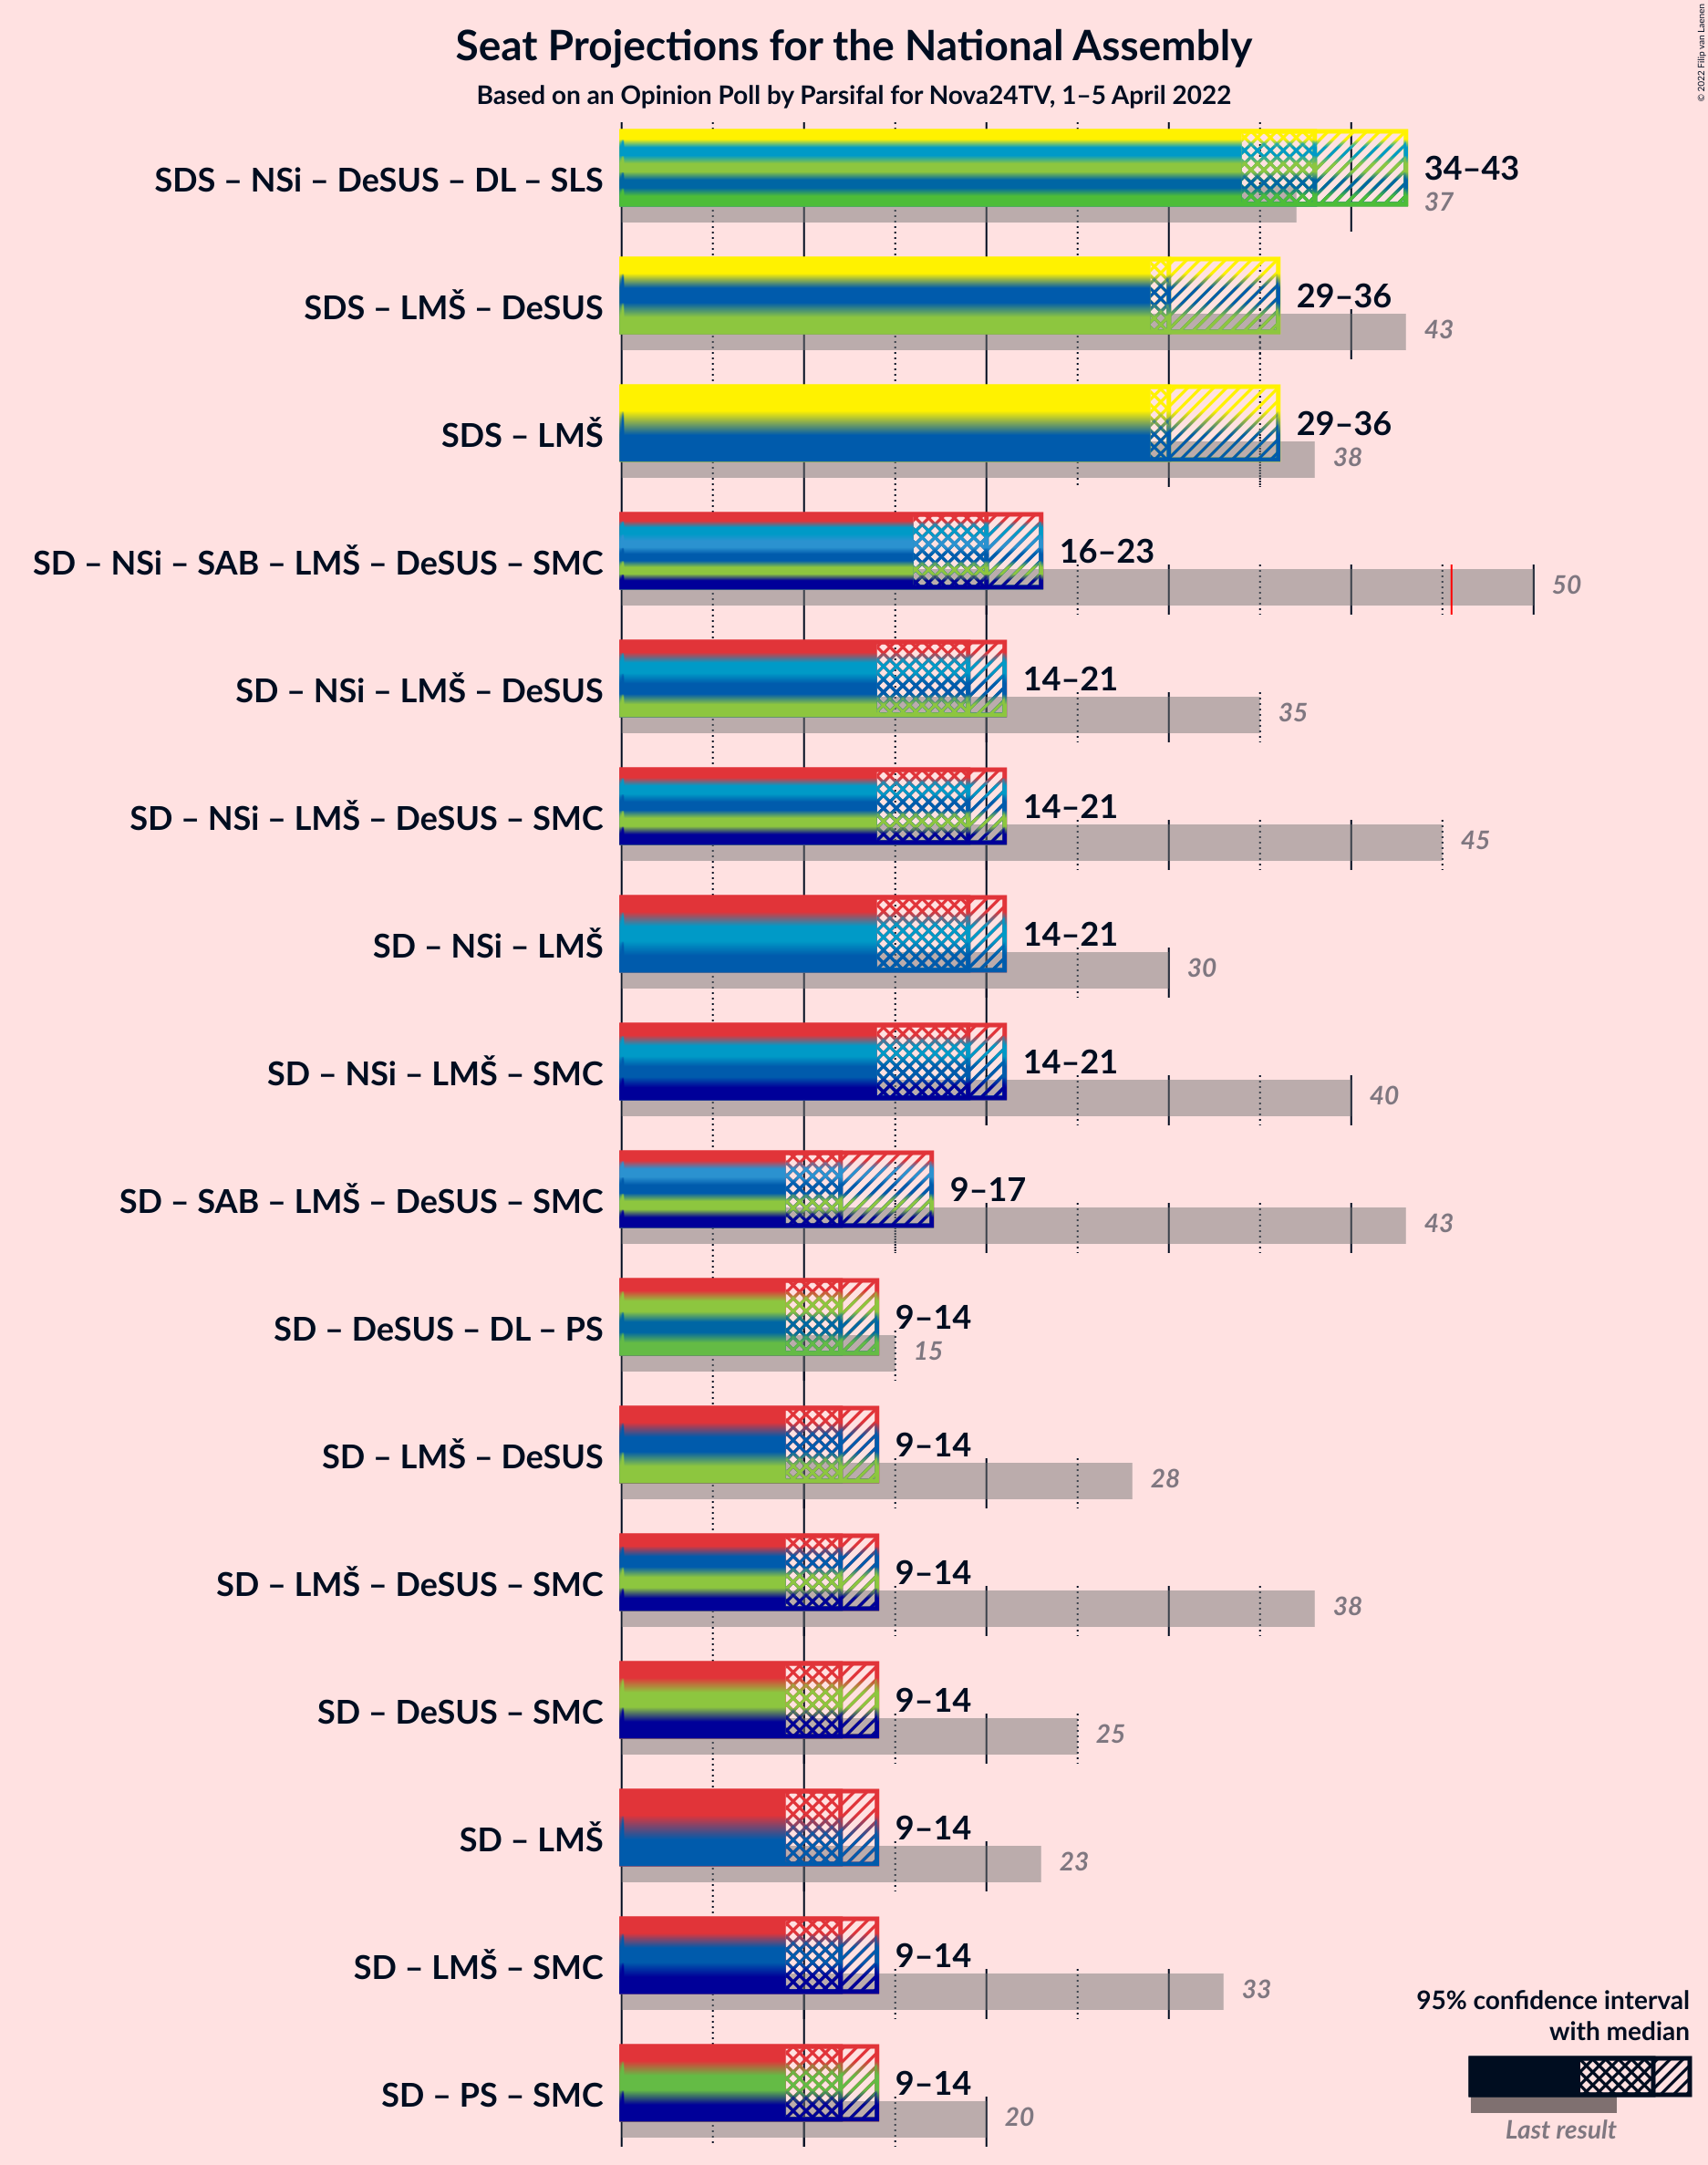 Seat Projections for the National Assembly
Based on an Opinion Poll by Parsifal for Nova24TV, 1–5 April 2022
© 2022 Filip van Laenen
SDS – NSi – DeSUS – DL – SLS
34–43
37
SDS – LMŠ – DeSUS
29–36
43
SDS – LMŠ
29–36
38
SD – NSi – SAB – LMŠ – DeSUS – SMC
16–23
50
SD – NSi – LMŠ – DeSUS
14–21
35
SD – NSi – LMŠ – DeSUS – SMC
14–21
45
SD – NSi – LMŠ
14–21
30
SD – NSi – LMŠ – SMC
14–21
40
SD – SAB – LMŠ – DeSUS – SMC
9–17
43
SD – DeSUS – DL – PS
9–14
15
SD – LMŠ – DeSUS
9–14
28
SD – LMŠ – DeSUS – SMC
9–14
38
SD – DeSUS – SMC
9–14
25
SD – LMŠ
9–14
23
SD – LMŠ – SMC
9–14
33
SD – PS – SMC
9–14
20
95% confidence interval
with median
Last result